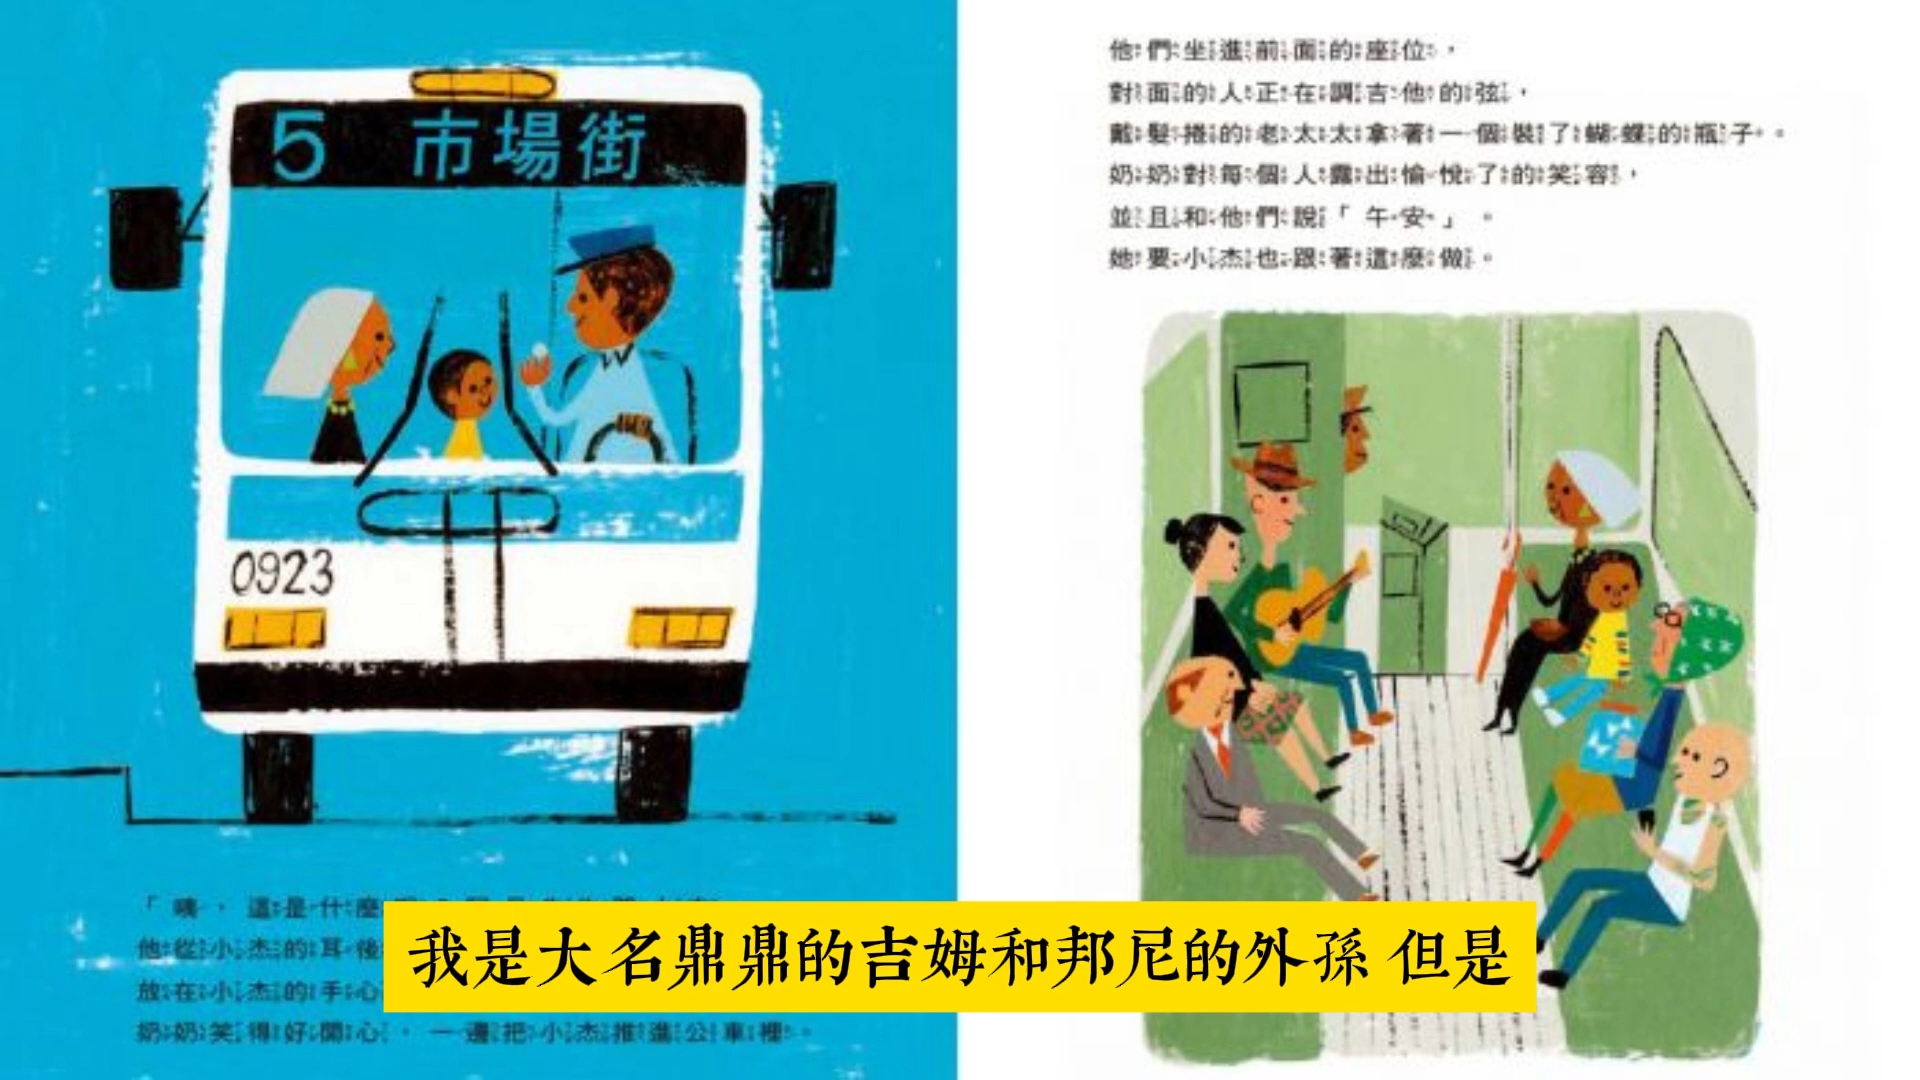 5 市場街
0923
「咦，這是什麼
他從小杰的耳後
放在小杰的手心
奶奶笑得好開心，一邊把小杰推進公車裡。
他們坐進前面的座位，
對面的人正在調吉他的弦，
戴髮捲的老太太拿著一個裝了蝴蝶的瓶子。
奶奶對每個人露出愉悅了的笑容，
並且和他們說「午安」。
她要小杰也跟著這麼做。
我是大名鼎鼎的吉姆和邦尼的外孫 但是